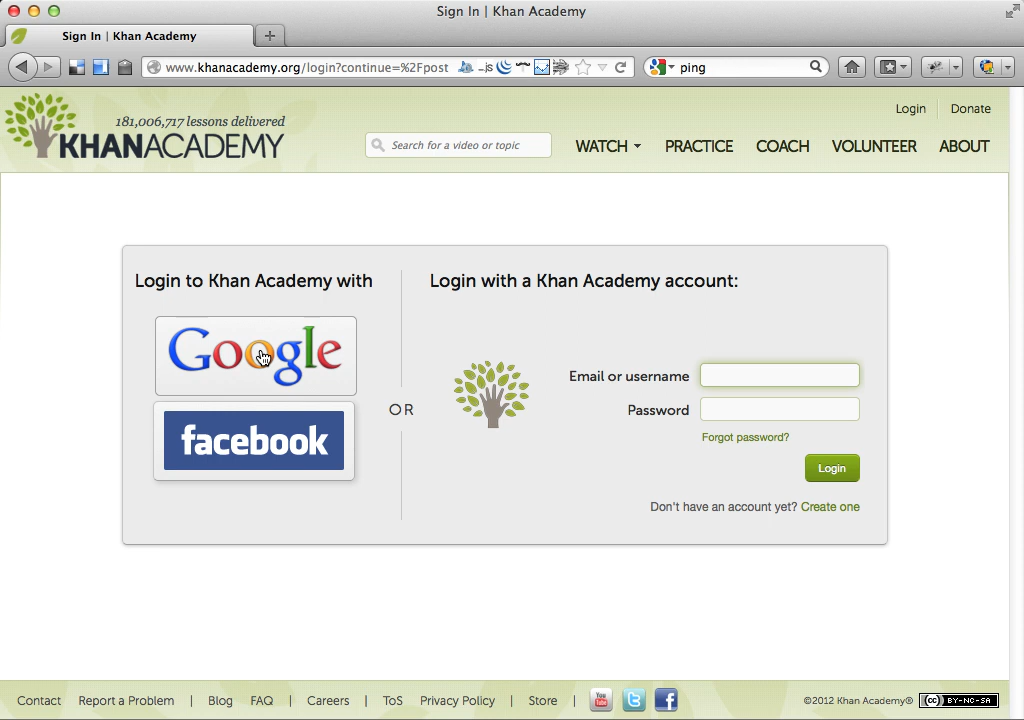 Sign In | Khan Academy
Sign In | Khan Academy
www.khanacademy.org/login?continue=%2Fpost
ping
181,006,717 lessons delivered
KHANACADEMY
Login
Donate
Search for a video or topic
WATCH
PRACTICE
COACH
VOLUNTEER
ABOUT
Login to Khan Academy with
Google
facebook
OR
Login with a Khan Academy account:
Email or username
Password
Forgot password?
Login
Don't have an account yet? Create one
Contact Report a Problem | Blog FAQ | Careers | ToS Privacy Policy | Store |
You Tube
©2012 Khan Academy®
cc BY-NC-SA